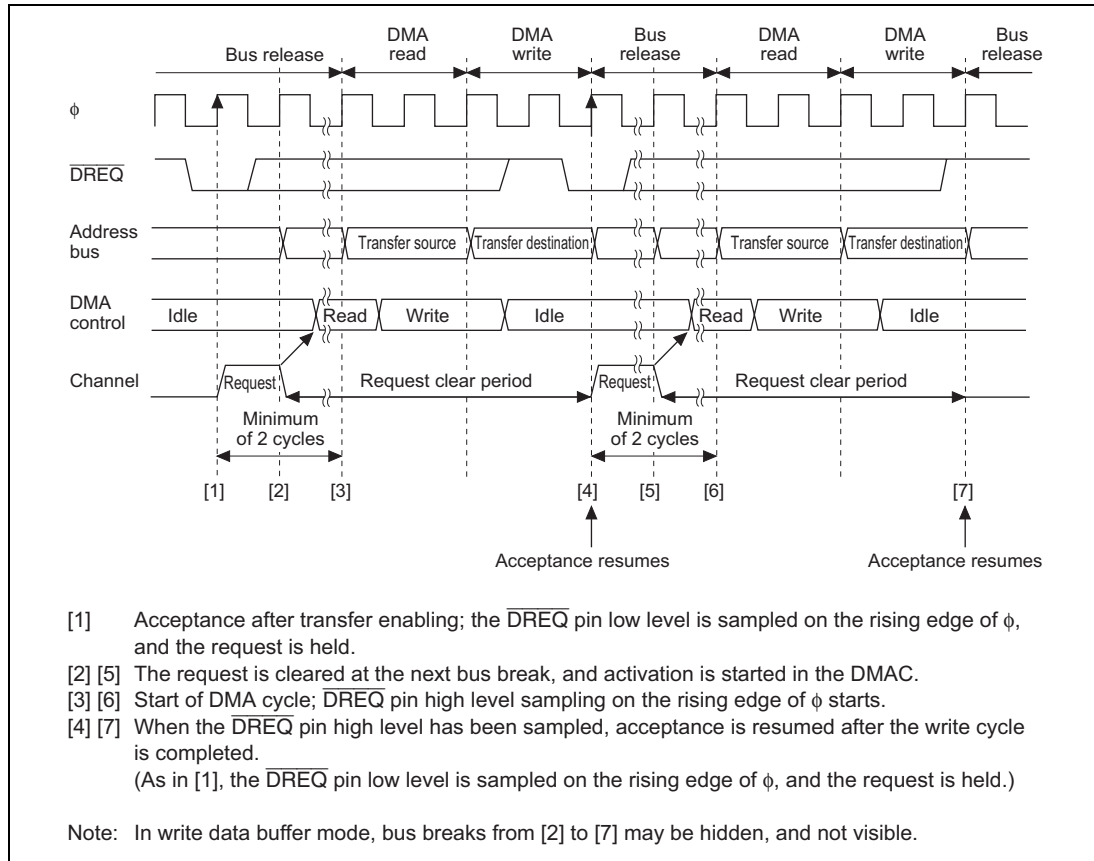 Bus release
DMA
read
DMA
write
Bus
release
DMA
read
DMA
write
Bus
release
ϕ
DREQ
Address
bus
Transfer source
Transfer destination
Transfer source
Transfer destination
DMA
control
Idle
Read
Write
Idle
Read
Write
Idle
Channel
Request
Request clear period
Request
Request clear period
Minimum
of 2 cycles
Minimum
of 2 cycles
[1] [2] [3] [4] [5] [6] [7]
Acceptance resumes Acceptance resumes
[1] Acceptance after transfer enabling; the DREQ pin low level is sampled on the rising edge of ϕ,
and the request is held.
[2] [5] The request is cleared at the next bus break, and activation is started in the DMAC.
[3] [6] Start of DMA cycle; DREQ pin high level sampling on the rising edge of ϕ starts.
[4] [7] When the DREQ pin high level has been sampled, acceptance is resumed after the write cycle
is completed.
(As in [1], the DREQ pin low level is sampled on the rising edge of ϕ, and the request is held.)
Note: In write data buffer mode, bus breaks from [2] to [7] may be hidden, and not visible.